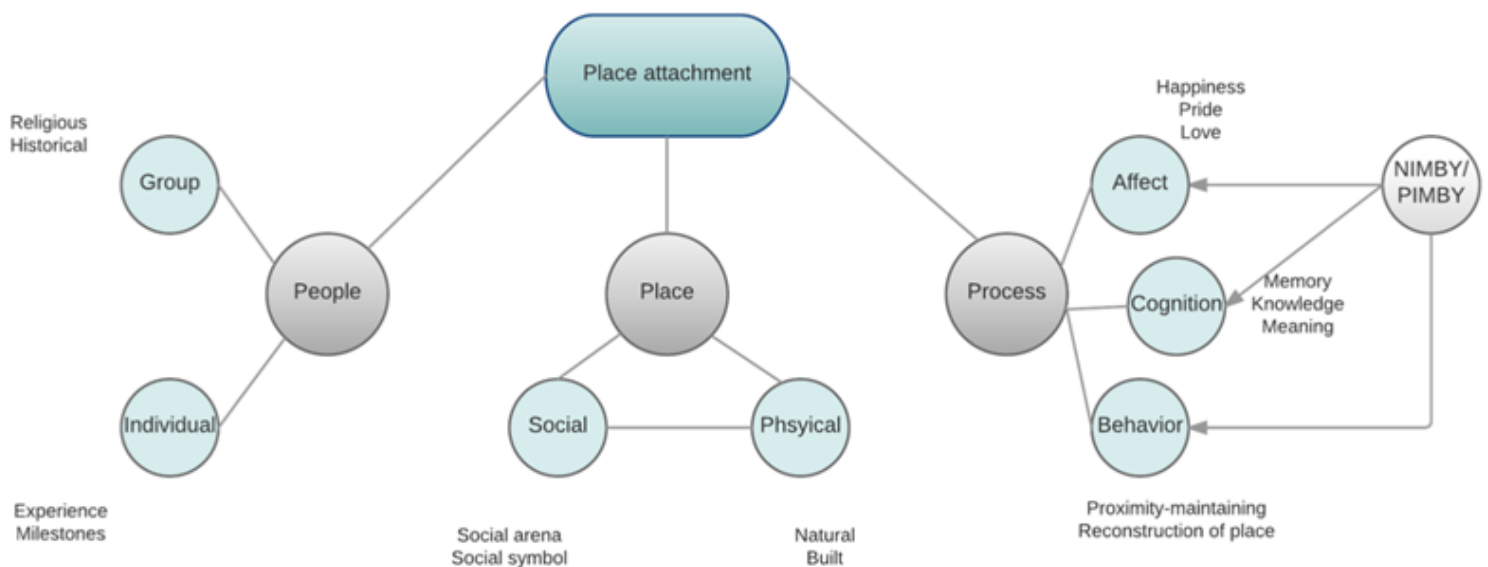 Place attachment
Religious
Historical
Group
People
Individual
Experience
Milestones
Place
Social
Phsyical
Social arena
Social symbol
Natural
Built
Process
Happiness
Pride
Love
Affect
NIMBY/
PIMBY
Cognition
Memory
Knowledge
Meaning
Behavior
Proximity-maintaining
Reconstruction of place